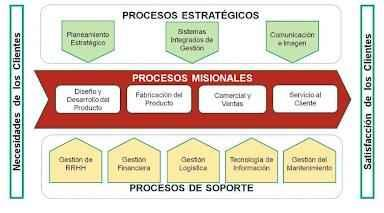 Necesidades de los Clientes
PROCESOS ESTRATÉGICOS
Planeamiento
Estratégico
Sistemas
Integrados de
Gestión
Comunicación
e Imagen
PROCESOS MISIONALES
Diseño y
Desarrollo del
Producto
Fabricación del
Producto
Comercial y
Ventas
Servicio al
Cliente
Gestión de
RRHH
Gestión
Financiera
Gestión
Logística
Tecnología de
Información
Gestión del
Mantenimiento
PROCESOS DE SOPORTE
Satisfacción de los Clientes